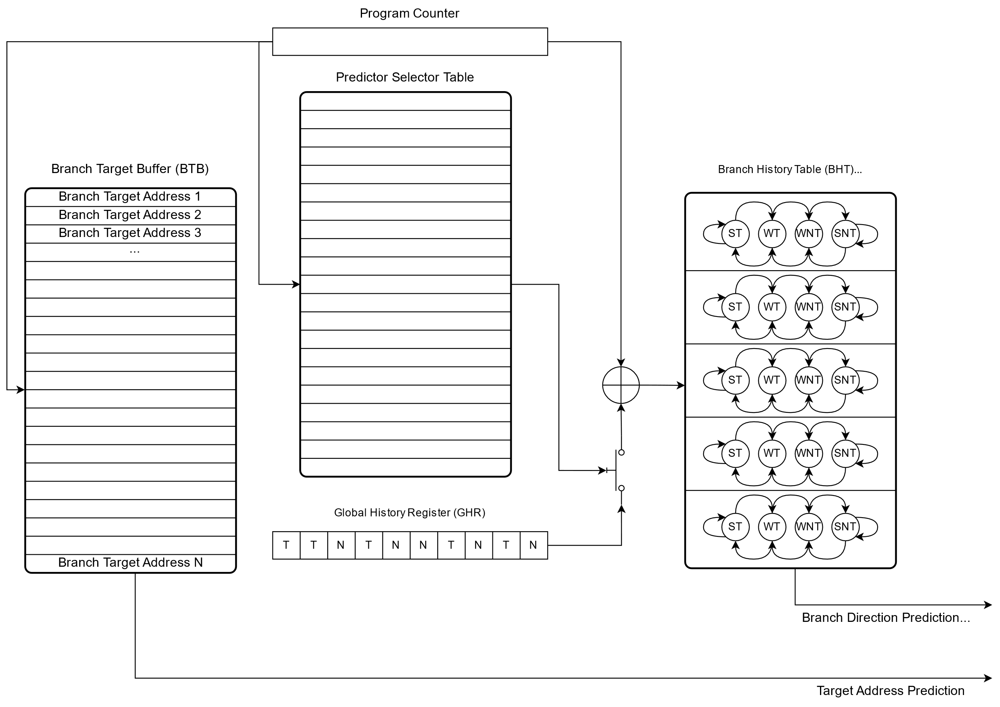 Program Counter
Predictor Selector Table
Branch Target Buffer (BTB)
Branch Target Address 1
Branch Target Address 2
Branch Target Address 3
...
Branch Target Address N
Global History Register (GHR)
T T N T N N T N T N
Branch History Table (BHT)...
ST WT WNT SNT
ST WT WNT SNT
ST WT WNT SNT
ST WT WNT SNT
ST WT WNT SNT
Branch Direction Prediction...
Target Address Prediction